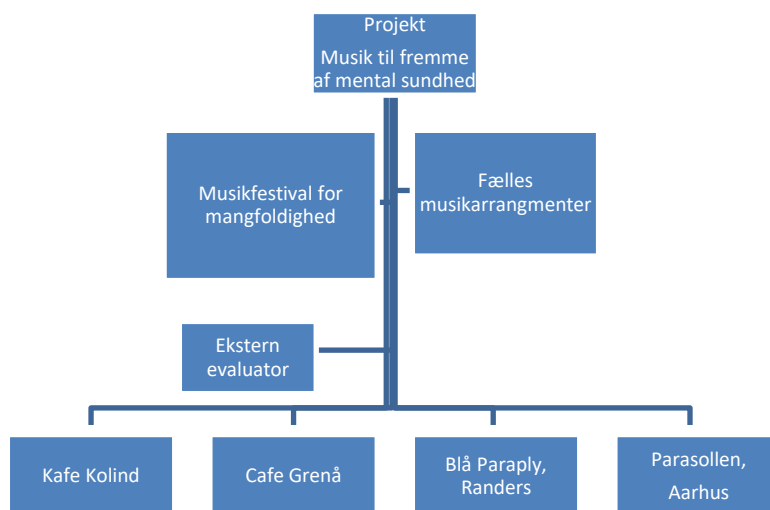 Projekt
Musik til fremme
af mental sundhed
Musikfestival for
mangfoldighed
Fælles
musikarrangmenter
Ekstern
evaluator
Kafe Kolind
Cafe Grenå
Blå Paraply,
Randers
Parasollen,
Aarhus